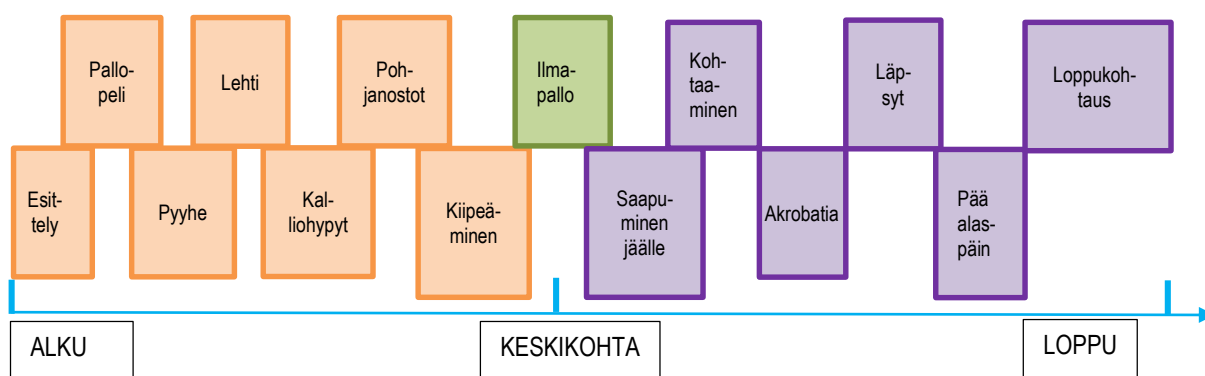 Esit-
tely
Pallo-
peli
Pyyhe
Lehti
Kal-
liohypyt
Poh-
janostot
Kiipeä-
minen
Ilma-
pallo
Saapu-
minen
jäälle
Koh-
taa-
minen
Akrobatia
Läp-
syt
Pää
alas-
päin
Loppukoh-
taus
ALKU
KESKIKOHTA
LOPPU